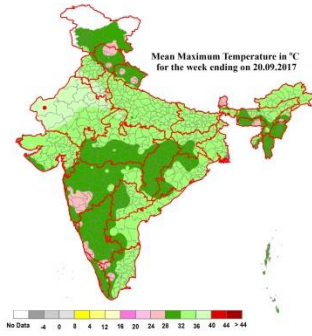 Mean Maximum Temperature in °C
for the week ending on 20.09.2017
No Data -4 0 8 4 12 16 20 24 28 32 36 40 44 > 44